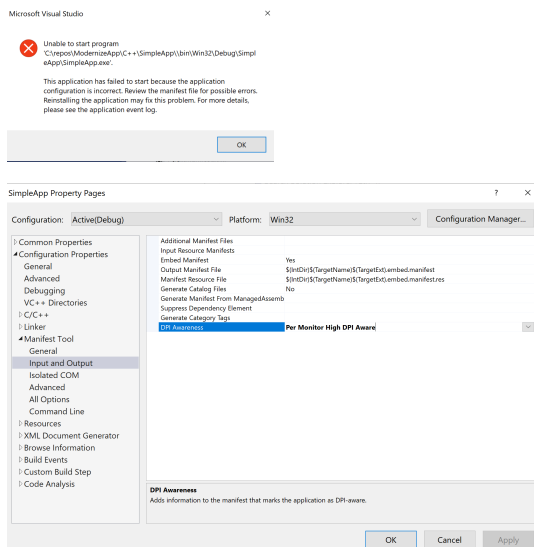 Microsoft Visual Studio
Unable to start program
'C:\repos\ModernizeApp\C++\SimpleApp\\bin\Win32\Debug\Simpl
eApp\SimpleApp.exe'.
This application has failed to
start because the application
configuration is incorrect. Review
the manifest file for possible errors.
Reinstalling the application may
fix this problem. For more details,
please see the application event
log.
OK
SimpleApp Property Pages
? ×
Configuration: Active(Debug) Platform: Win32 Configuration Manager...
Common Properties
Configuration Properties
General
Advanced
Debugging
VC++ Directories
C/C++
Linker
Manifest Tool
General
Input and Output
Isolated COM
Advanced
All Options
Command Line
Resources
XML Document Generator
Browse Information
Build Events
Custom Build Step
Code Analysis
Additional Manifest Files
Input Resource Manifests
Embed Manifest Yes
Output Manifest File $(IntDir)$(TargetName)$(TargetExt).embed.manifest
Manifest Resource File $(IntDir)$(TargetName)$(TargetExt).embed.manifest.res
Generate Catalog Files No
Generate Manifest From ManagedAssemb
Suppress Dependency Element
Generate Category Tags
DPI Awareness Per Monitor High DPI Aware
DPI Awareness
Adds information to the manifest that marks the application as DPI-aware.
OK Cancel Apply